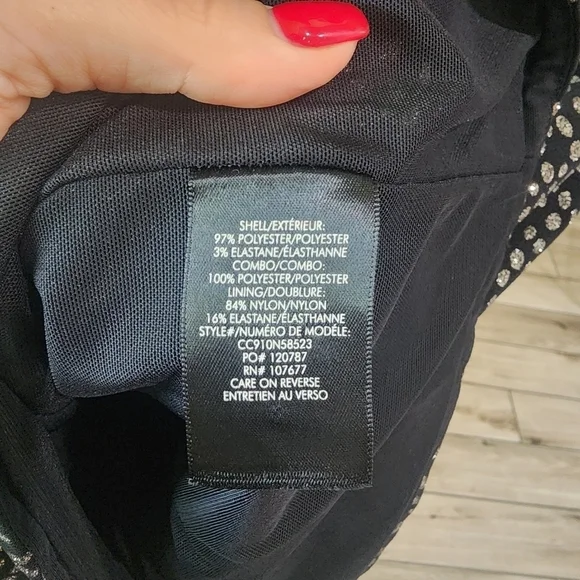 SHELL/EXTÉRIEUR:
97% POLYESTER/POLYESTER
3% ELASTANE/ÉLASTHANNE
COMBO/COMBO:
100% POLYESTER/POLYESTER
LINING/DOUBLURE:
84% NYLON/NYLON
16% ELASTANE/ÉLASTHANNE
STYLE#/NUMÉRO DE MODÈLE:
CC910N58523
PO# 120787
RN# 107677
CARE ON REVERSE
ENTRETIEN AU VERSO